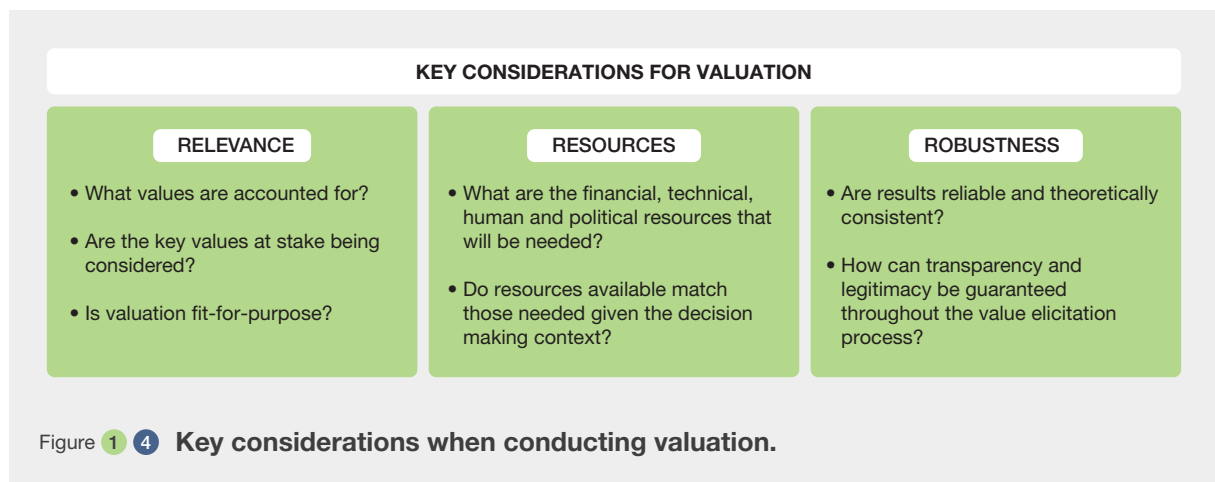 KEY CONSIDERATIONS FOR VALUATION
RELEVANCE
• What values are accounted for?
• Are the key values at stake being
considered?
• Is valuation fit-for-purpose?
RESOURCES
• What are the financial, technical,
human and political resources that
will be needed?
• Do resources available match
those needed given the decision
making context?
ROBUSTNESS
• Are results reliable and theoretically
consistent?
• How can transparency and
legitimacy be guaranteed
throughout the value elicitation
process?
Figure 1 4 Key considerations when conducting valuation.